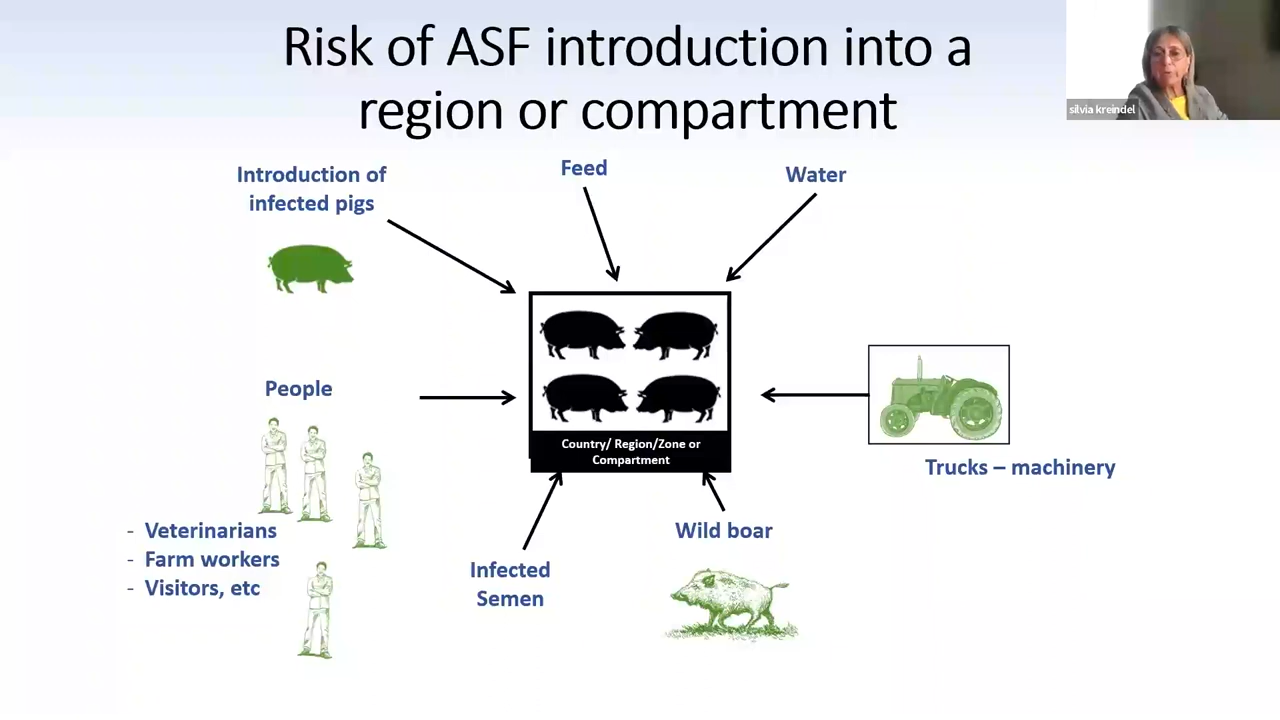 Risk of ASF introduction into a
region or compartment
silvia kreindel
Introduction of
infected pigs
Feed
Water
People
Country/ Region/Zone or
Compartment
Trucks – machinery
- Veterinarians
- Farm workers
- Visitors, etc
Infected
Semen
Wild boar